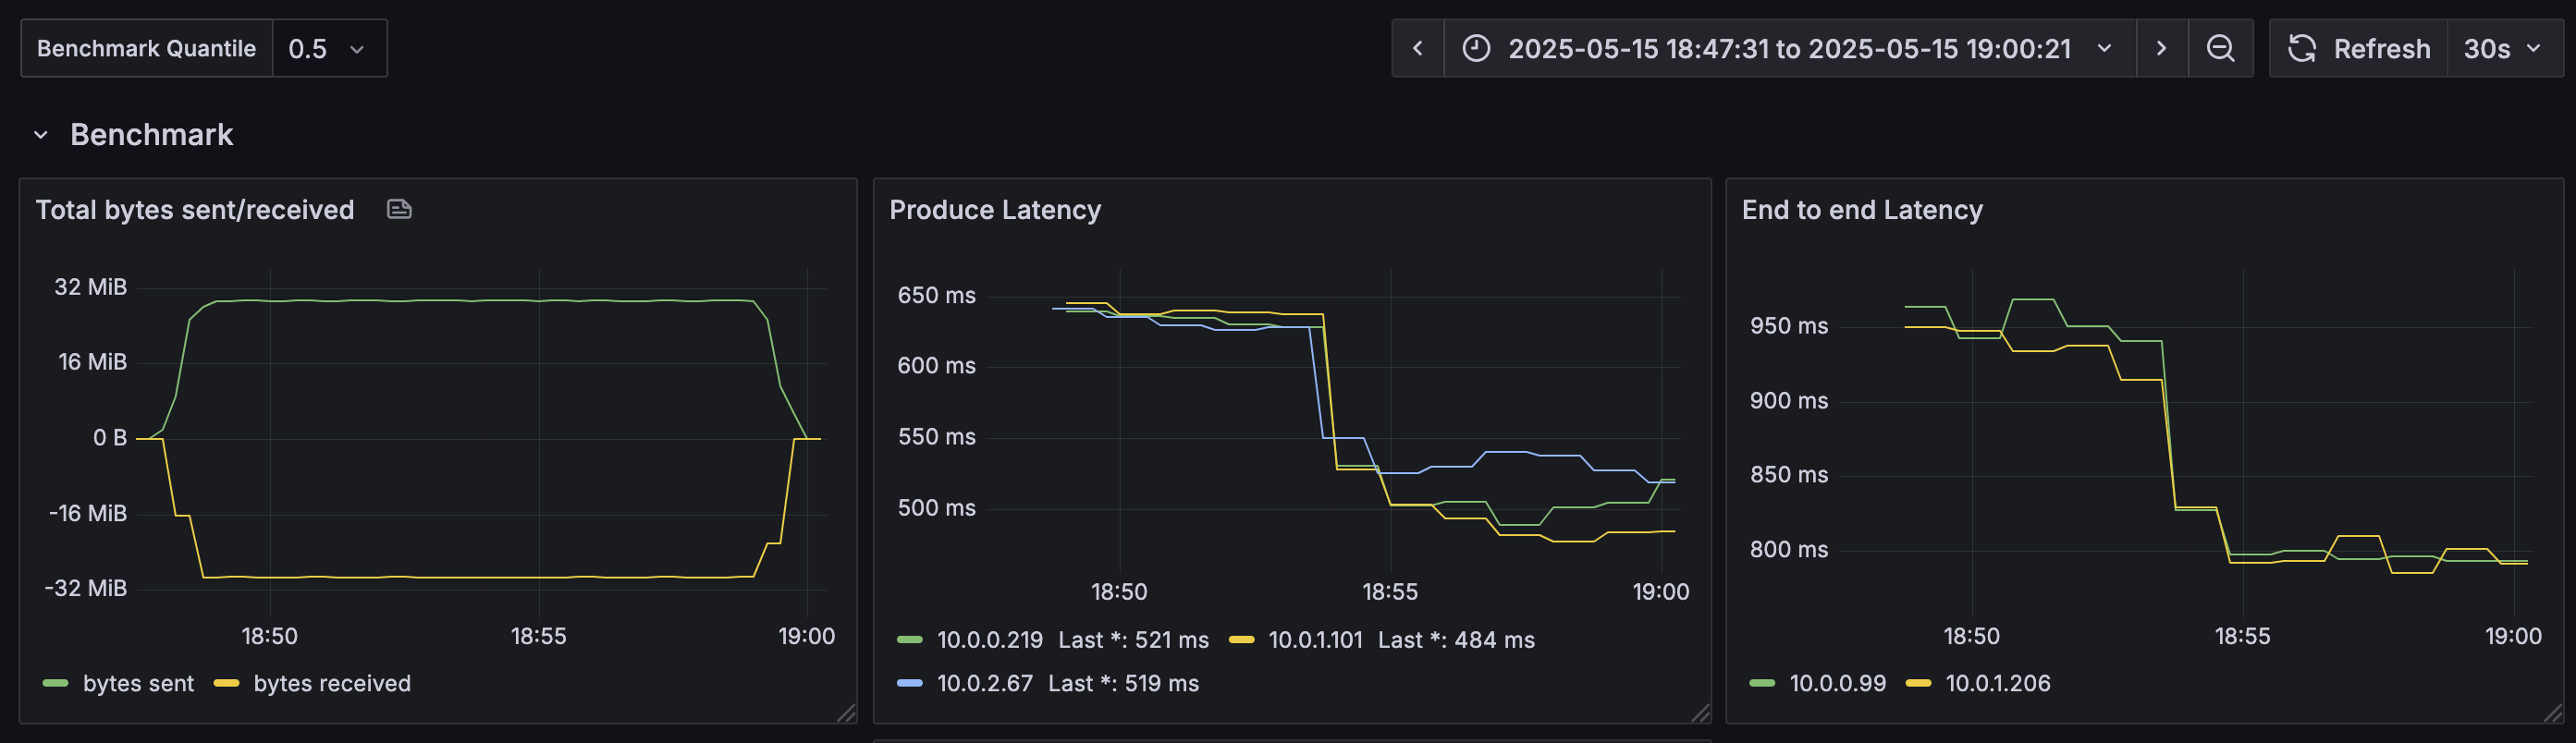 Benchmark Quantile 0.5 2025-05-15 18:47:31 to 2025-05-15 19:00:21 Refresh 30s
Benchmark
Total bytes sent/received
32 MiB
16 MiB
0 B
-16 MiB
-32 MiB
18:50 18:55 19:00
bytes sent bytes received
Produce Latency
650 ms
600 ms
550 ms
500 ms
18:50 18:55 19:00
10.0.0.219 Last *: 521 ms 10.0.1.101 Last *: 484 ms
10.0.2.67 Last *: 519 ms
End to end Latency
950 ms
900 ms
850 ms
800 ms
18:50 18:55 19:00
10.0.0.99 10.0.1.206